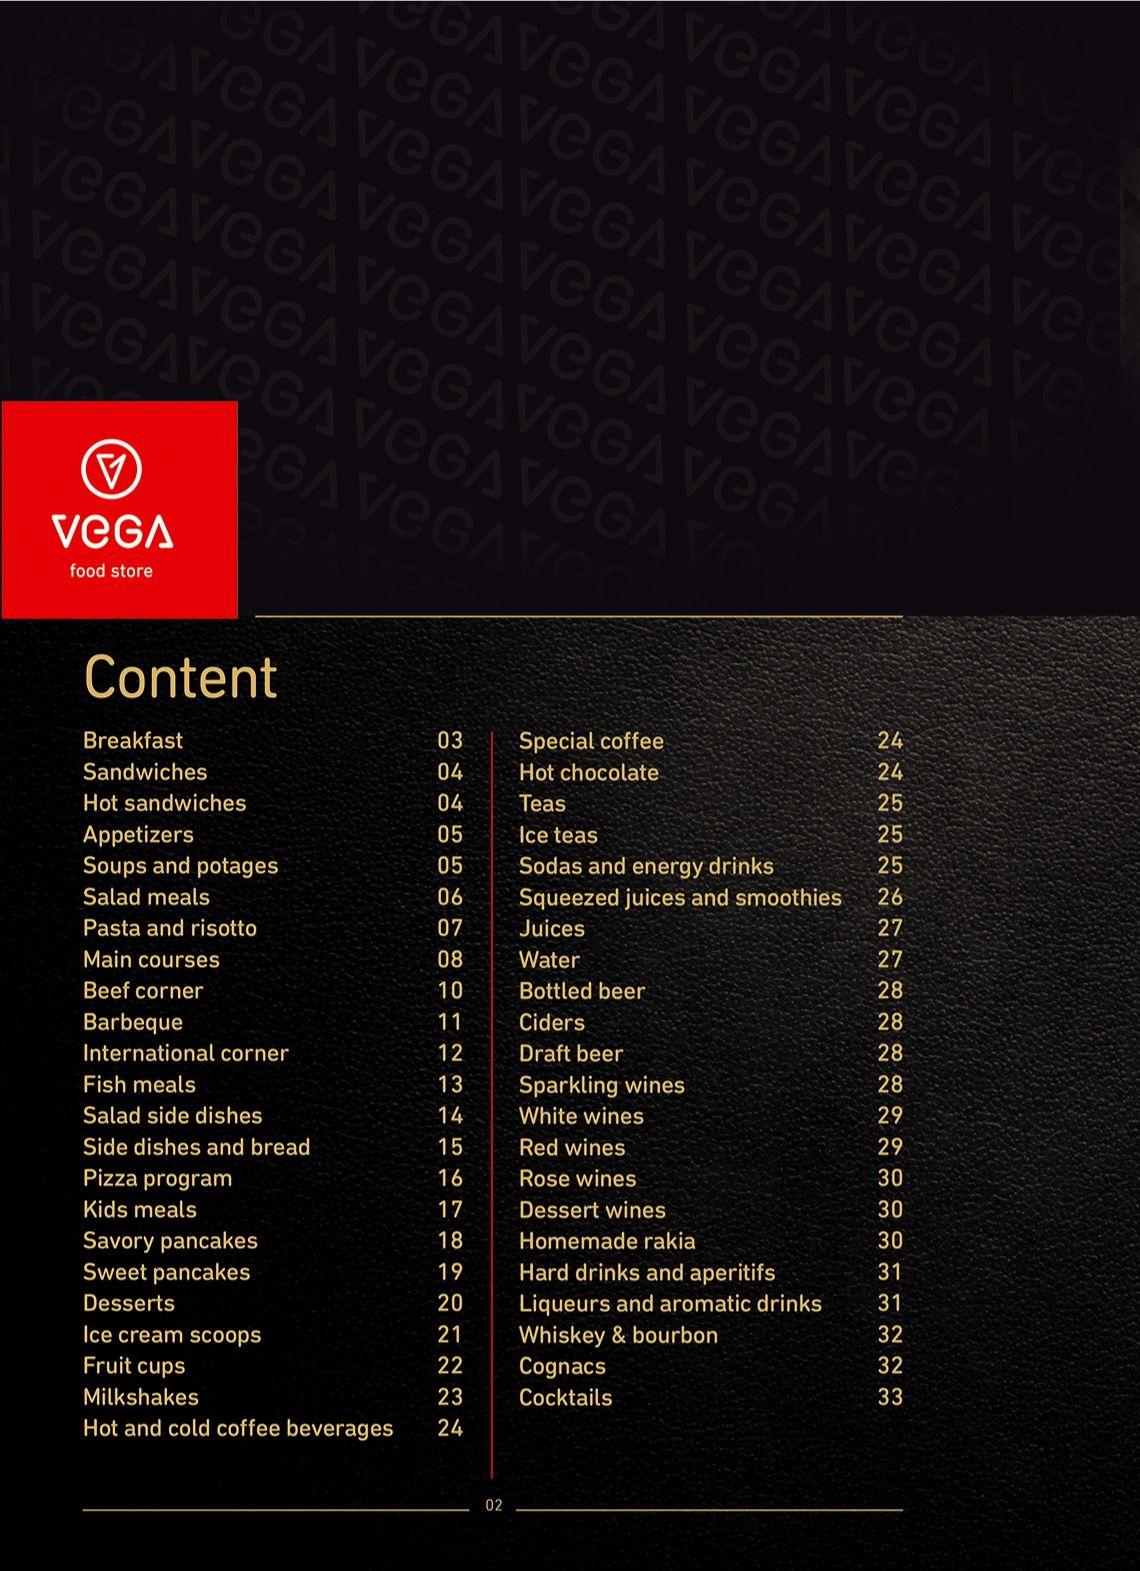 VEGA
food store
Content
Breakfast 03
Sandwiches 04
Hot sandwiches 04
Appetizers 05
Soups and potages 05
Salad meals 06
Pasta and risotto 07
Main courses 08
Beef corner 10
Barbeque 11
International corner 12
Fish meals 13
Salad side dishes 14
Side dishes and bread 15
Pizza program 16
Kids meals 17
Savory pancakes 18
Sweet pancakes 19
Desserts 20
Ice cream scoops 21
Fruit cups 22
Milkshakes 23
Hot and cold coffee beverages 24
Special coffee 24
Hot chocolate 24
Teas 25
Ice teas 25
Sodas and energy drinks 25
Squeezed juices and smoothies 26
Juices 27
Water 27
Bottled beer 28
Ciders 28
Draft beer 28
Sparkling wines 28
White wines 29
Red wines 29
Rose wines 30
Dessert wines 30
Homemade rakia 30
Hard drinks and aperitifs 31
Liqueurs and aromatic drinks 31
Whiskey & bourbon 32
Cognacs 32
Cocktails 33
02